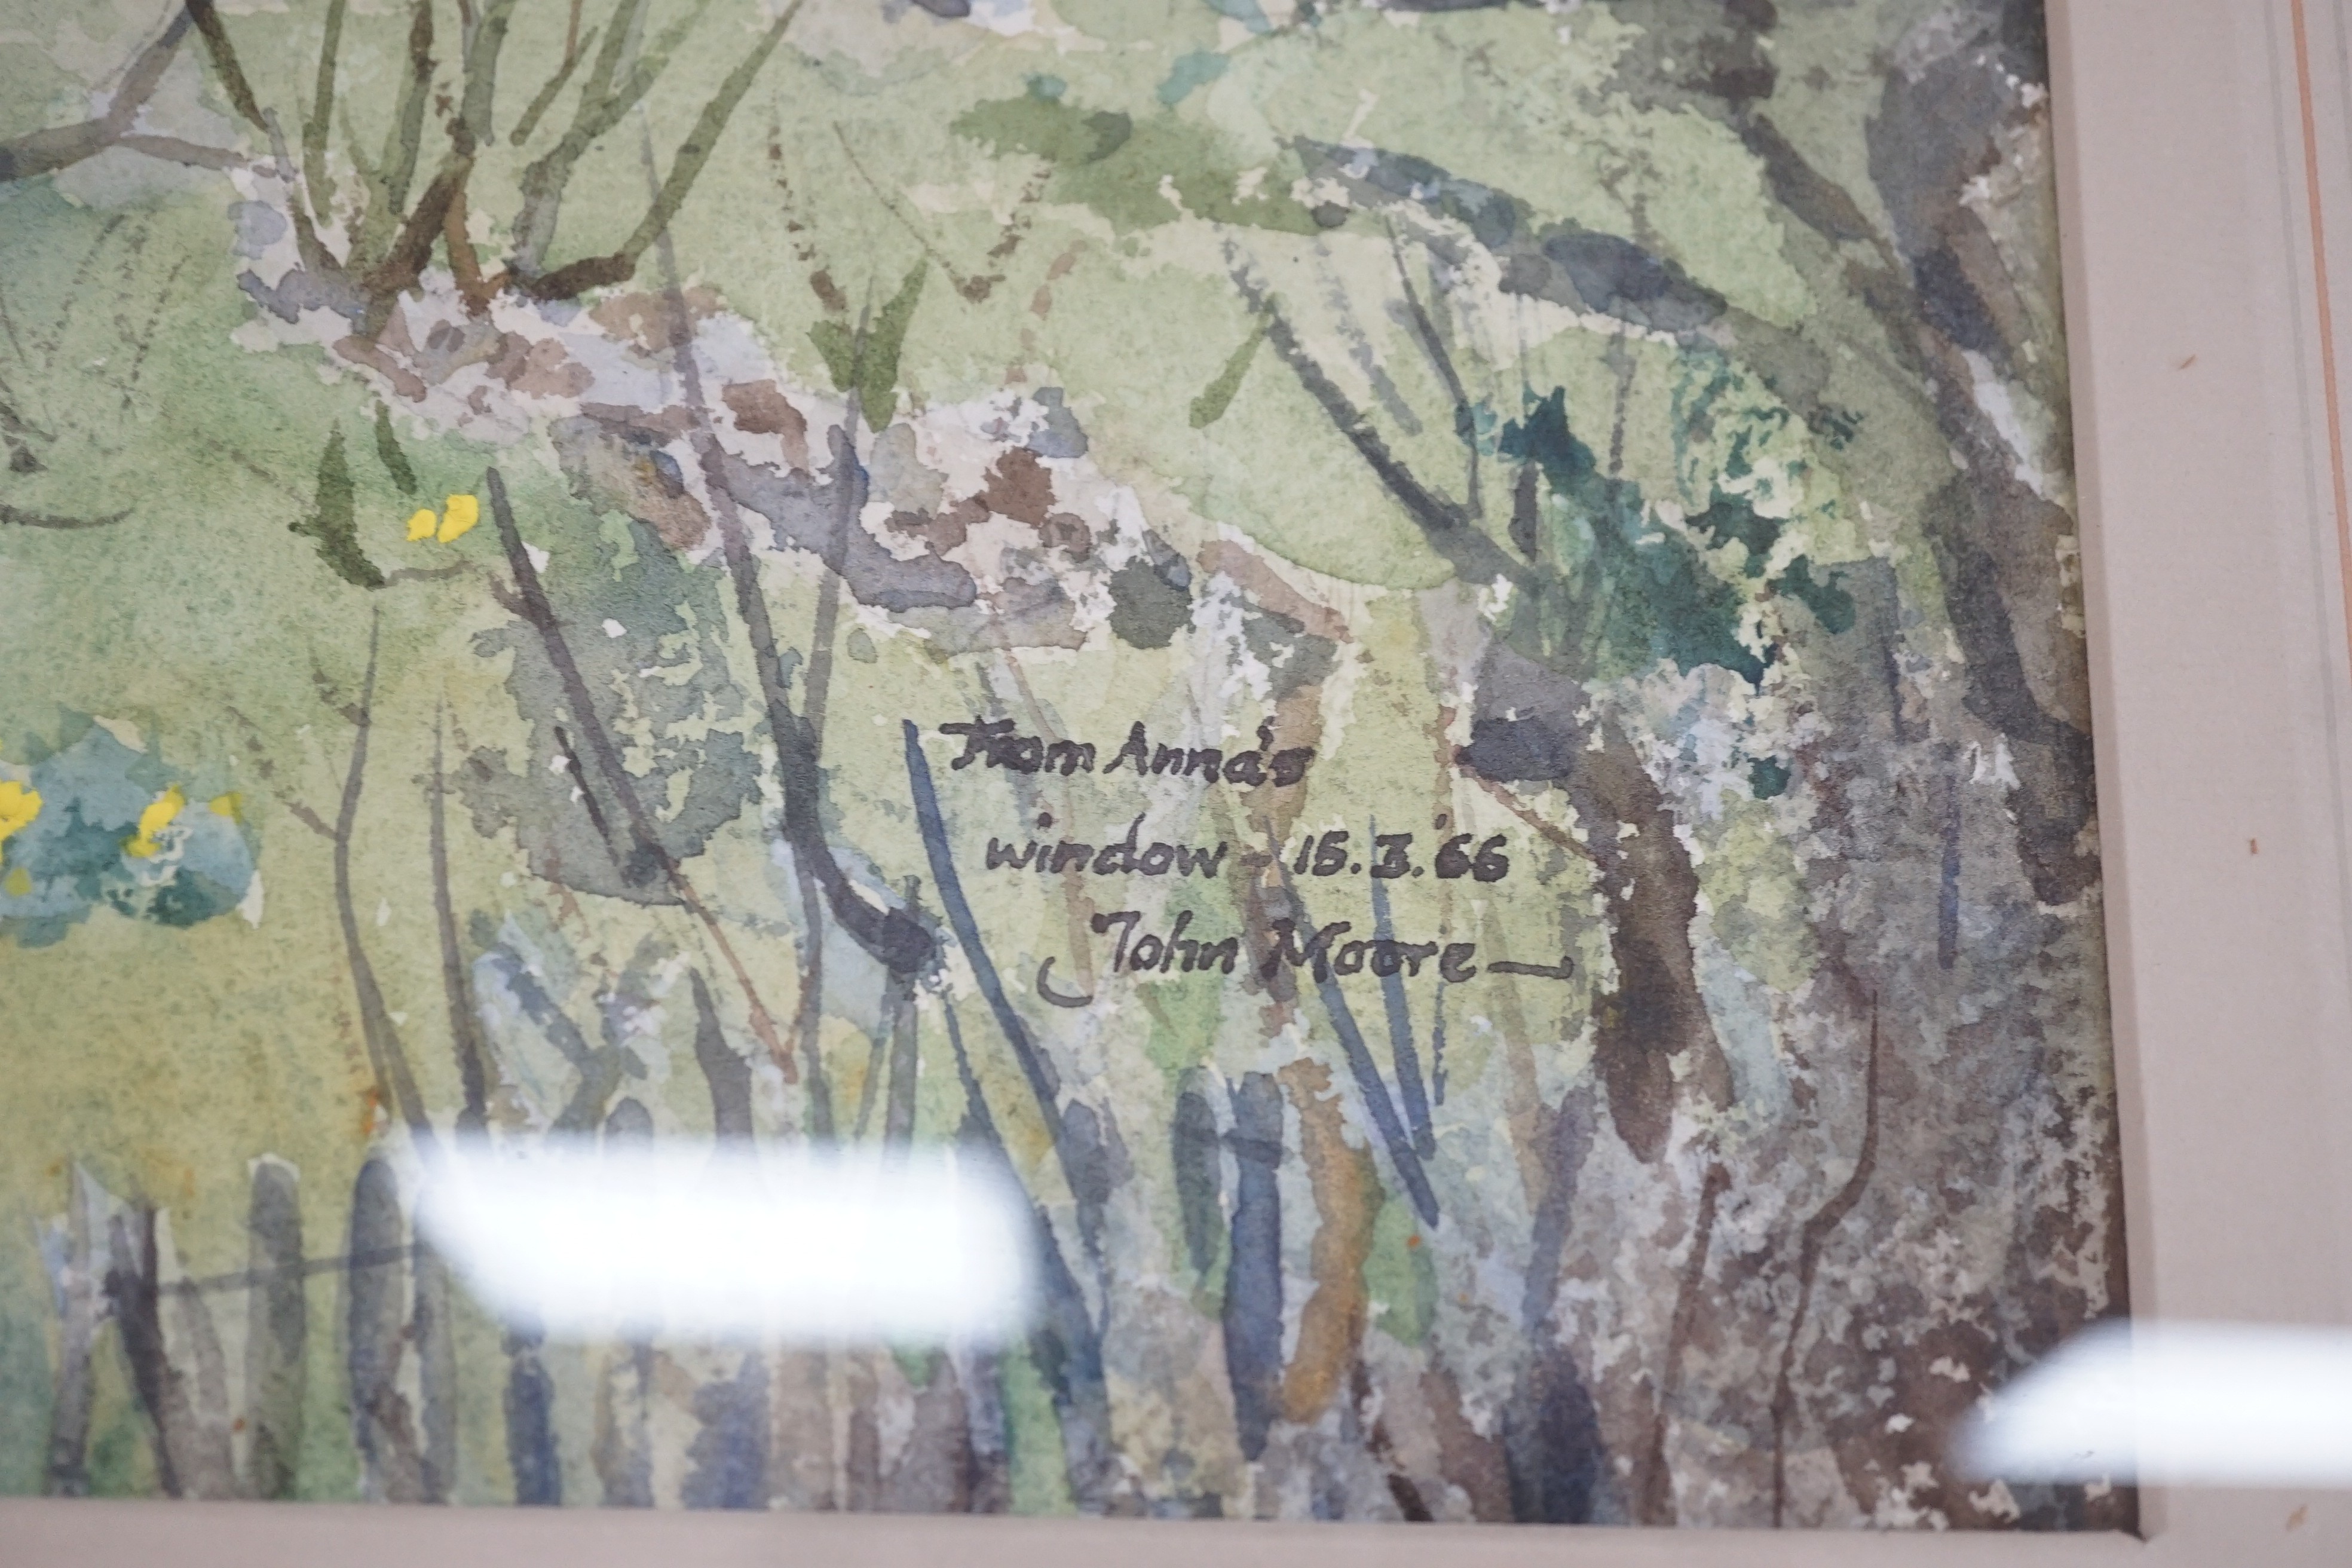 From Anna's
window - 15.3.'66
John Moore